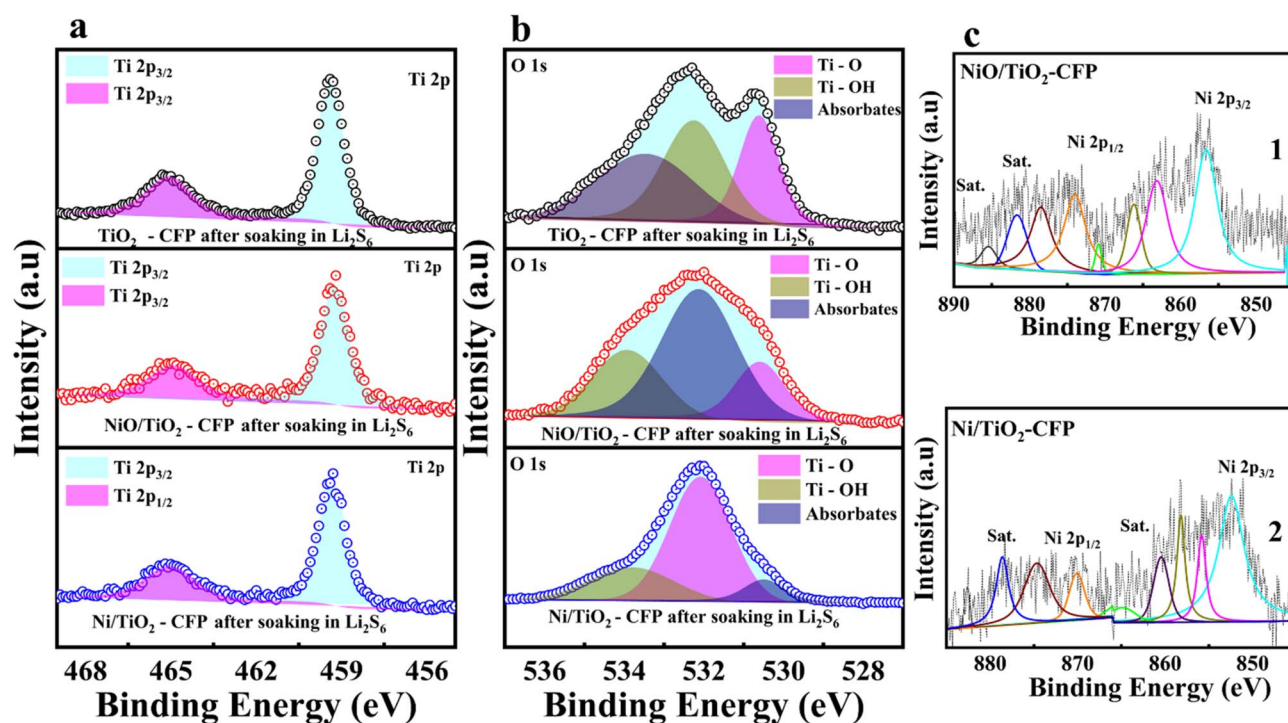 a
Intensity (a.u)
Ti 2p3/2
Ti 2p3/2
Ti 2p
TiO2 - CFP after soaking in Li2S6
Ti 2p3/2
Ti 2p3/2
Ti 2p
NiO/TiO2 - CFP after soaking in Li2S6
Ti 2p3/2
Ti 2p1/2
Ti 2p
Ni/TiO2 - CFP after soaking in Li2S6
468 465 462 459 456
Binding Energy (eV)
b
Intensity (a.u)
O 1s
Ti - O
Ti - OH
Absorbates
TiO2 - CFP after soaking in Li2S6
O 1s
Ti - O
Ti - OH
Absorbates
NiO/TiO2 - CFP after soaking in Li2S6
O 1s
Ti - O
Ti - OH
Absorbates
Ni/TiO2 - CFP after soaking in Li2S6
536 534 532 530 528
Binding Energy (eV)
c
Intensity (a.u)
NiO/TiO2-CFP
Ni 2p3/2
1
Ni 2p1/2
Sat.
Sat.
890 880 870 860 850
Binding Energy (eV)
Intensity (a.u)
Ni/TiO2-CFP
Ni 2p3/2
2
Sat.
Ni 2p1/2
Sat.
880 870 860 850
Binding Energy (eV)